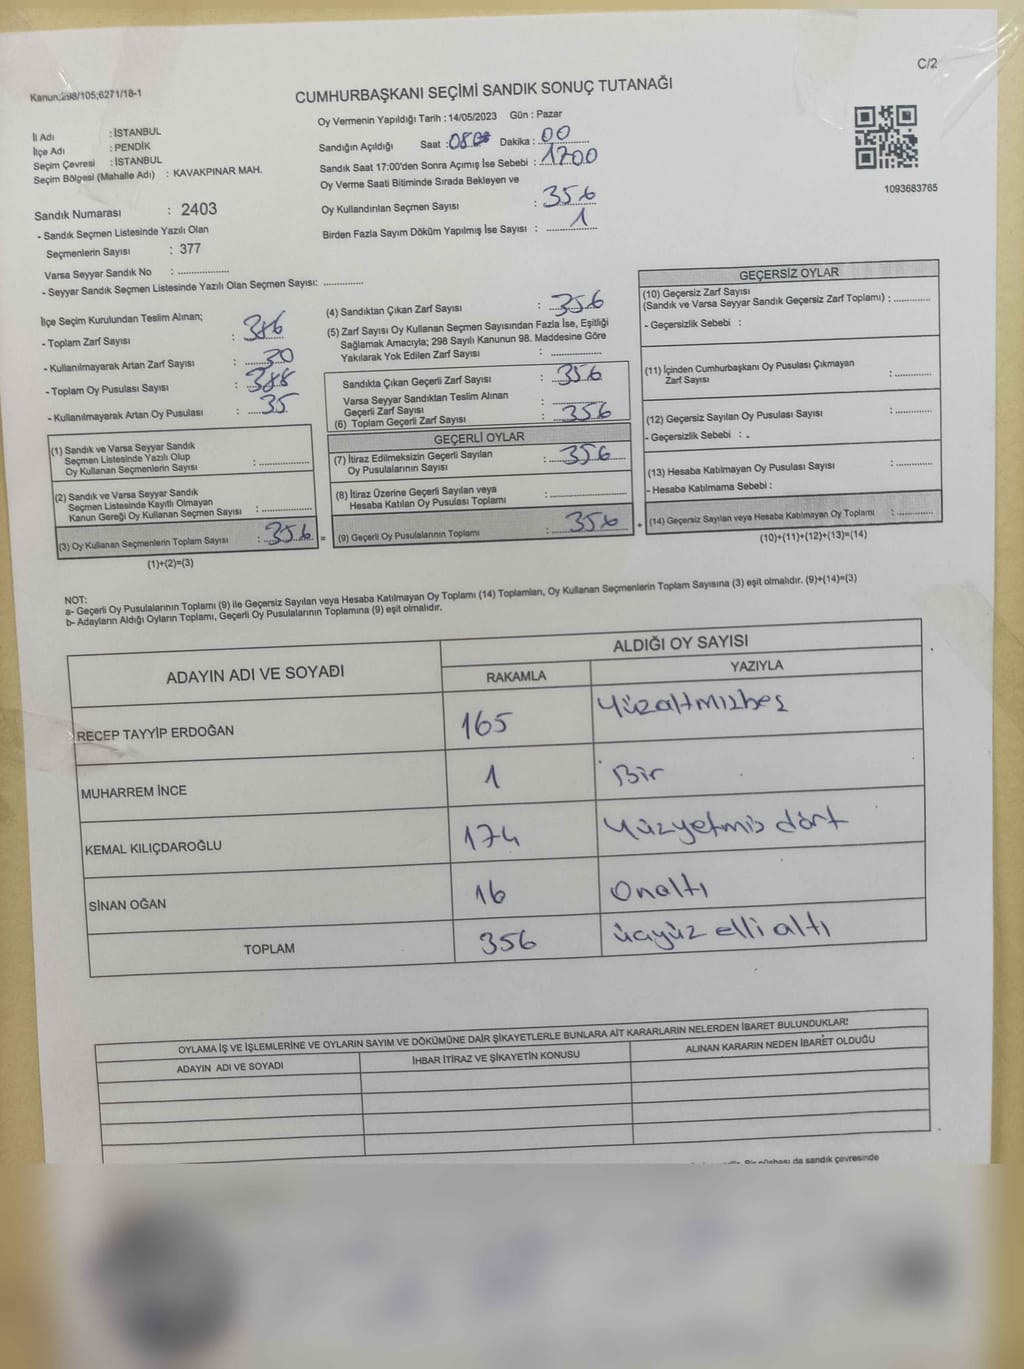 C/2
Kanun;298/105;6271/18-1
CUMHURBAŞKANI SEÇİMİ SANDIK SONUÇ TUTANAĞI
İl Adı : İSTANBUL
İlçe Adı : PENDİK
Seçim Çevresi : İSTANBUL
Seçim Bölgesi (Mahalle Adı) : KAVAKPINAR MAH.
Oy Vermenin Yapıldığı Tarih : 14/05/2023 Gün : Pazar
Sandığın Açıldığı Saat : 08 Dakika : 00
Sandık Saat 17:00'den Sonra Açımış İse Sebebi : 1700
Oy Verme Saati Bitiminde Sırada Bekleyen ve
Oy Kullandırılan Seçmen Sayısı : 356
Birden Fazla Sayım Döküm Yapılmış İse Sayısı : 1
1093683765
Sandık Numarası : 2403
- Sandık Seçmen Listesinde Yazılı Olan
Seçmenlerin Sayısı : 377
Varsa Seyyar Sandık No : ..................
- Seyyar Sandık Seçmen Listesinde Yazılı Olan Seçmen Sayısı: ..............
İlçe Seçim Kurulundan Teslim Alınan;
- Toplam Zarf Sayısı : 386
- Kullanılmayarak Artan Zarf Sayısı : 30
- Toplam Oy Pusulası Sayısı : 388
- Kullanılmayarak Artan Oy Pusulası : 35
(1) Sandık ve Varsa Seyyar Sandık
Seçmen Listesinde Yazılı Olup
Oy Kullanan Seçmenlerin Sayısı : ..................
(2) Sandık ve Varsa Seyyar Sandık
Seçmen Listesinde Kayıtlı Olmayan
Kanun Gereği Oy Kullanan Seçmen Sayısı : ..................
(3) Oy Kullanan Seçmenlerin Toplam Sayısı : 356 =
(1)+(2)=(3)
(4) Sandıktan Çıkan Zarf Sayısı : 356
(5) Zarf Sayısı Oy Kullanan Seçmen Sayısından Fazla İse, Eşitliği
Sağlamak Amacıyla; 298 Sayılı Kanunun 98. Maddesine Göre
Yakılarak Yok Edilen Zarf Sayısı : ..................
Sandıkta Çıkan Geçerli Zarf Sayısı : 356
Varsa Seyyar Sandıktan Teslim Alınan
Geçerli Zarf Sayısı : ..................
(6) Toplam Geçerli Zarf Sayısı : 356
GEÇERLİ OYLAR
(7) İtiraz Edilmeksizin Geçerli Sayılan
Oy Pusulalarının Sayısı : 356
(8) İtiraz Üzerine Geçerli Sayılan veya
Hesaba Katılan Oy Pusulası Toplamı : ..................
(9) Geçerli Oy Pusulalarının Toplamı : 356 +
GEÇERSİZ OYLAR
(10) Geçersiz Zarf Sayısı
(Sandık ve Varsa Seyyar Sandık Geçersiz Zarf Toplamı) : ............
- Geçersizlik Sebebi :
(11) İçinden Cumhurbaşkanı Oy Pusulası Çıkmayan
Zarf Sayısı : ............
(12) Geçersiz Sayılan Oy Pusulası Sayısı : ............
- Geçersizlik Sebebi : .
(13) Hesaba Katılmayan Oy Pusulası Sayısı : ............
- Hesaba Katılmama Sebebi :
(14) Geçersiz Sayılan veya Hesaba Katılmayan Oy Toplamı : ............
(10)+(11)+(12)+(13)=(14)
NOT:
a- Geçerli Oy Pusulalarının Toplamı (9) ile Geçersiz Sayılan veya Hesaba Katılmayan Oy Toplamı (14) Toplamları, Oy Kullanan Seçmenlerin Toplam Sayısına (3) eşit olmalıdır. (9)+(14)=(3)
b- Adayların Aldığı Oyların Toplamı, Geçerli Oy Pusulalarının Toplamına (9) eşit olmalıdır.
ADAYIN ADI VE SOYADI ALDIĞI OY SAYISI
RAKAMLA YAZIYLA
RECEP TAYYİP ERDOĞAN 165 Yüzaltmışbeş
MUHARREM İNCE 1 Bir
KEMAL KILIÇDAROĞLU 174 Yüzyetmiş dört
SİNAN OĞAN 16 Onaltı
TOPLAM 356 üçyüz elli altı
OYLAMA İŞ VE İŞLEMLERİNE VE OYLARIN SAYIM VE DÖKÜMÜNE DAİR ŞİKAYETLERLE BUNLARA AİT KARARLARIN NELERDEN İBARET BULUNDUKLARI
ADAYIN ADI VE SOYADI İHBAR İTİRAZ VE ŞİKAYETİN KONUSU ALINAN KARARIN NEDEN İBARET OLDUĞU
Bir nüshası da sandık çevresinde